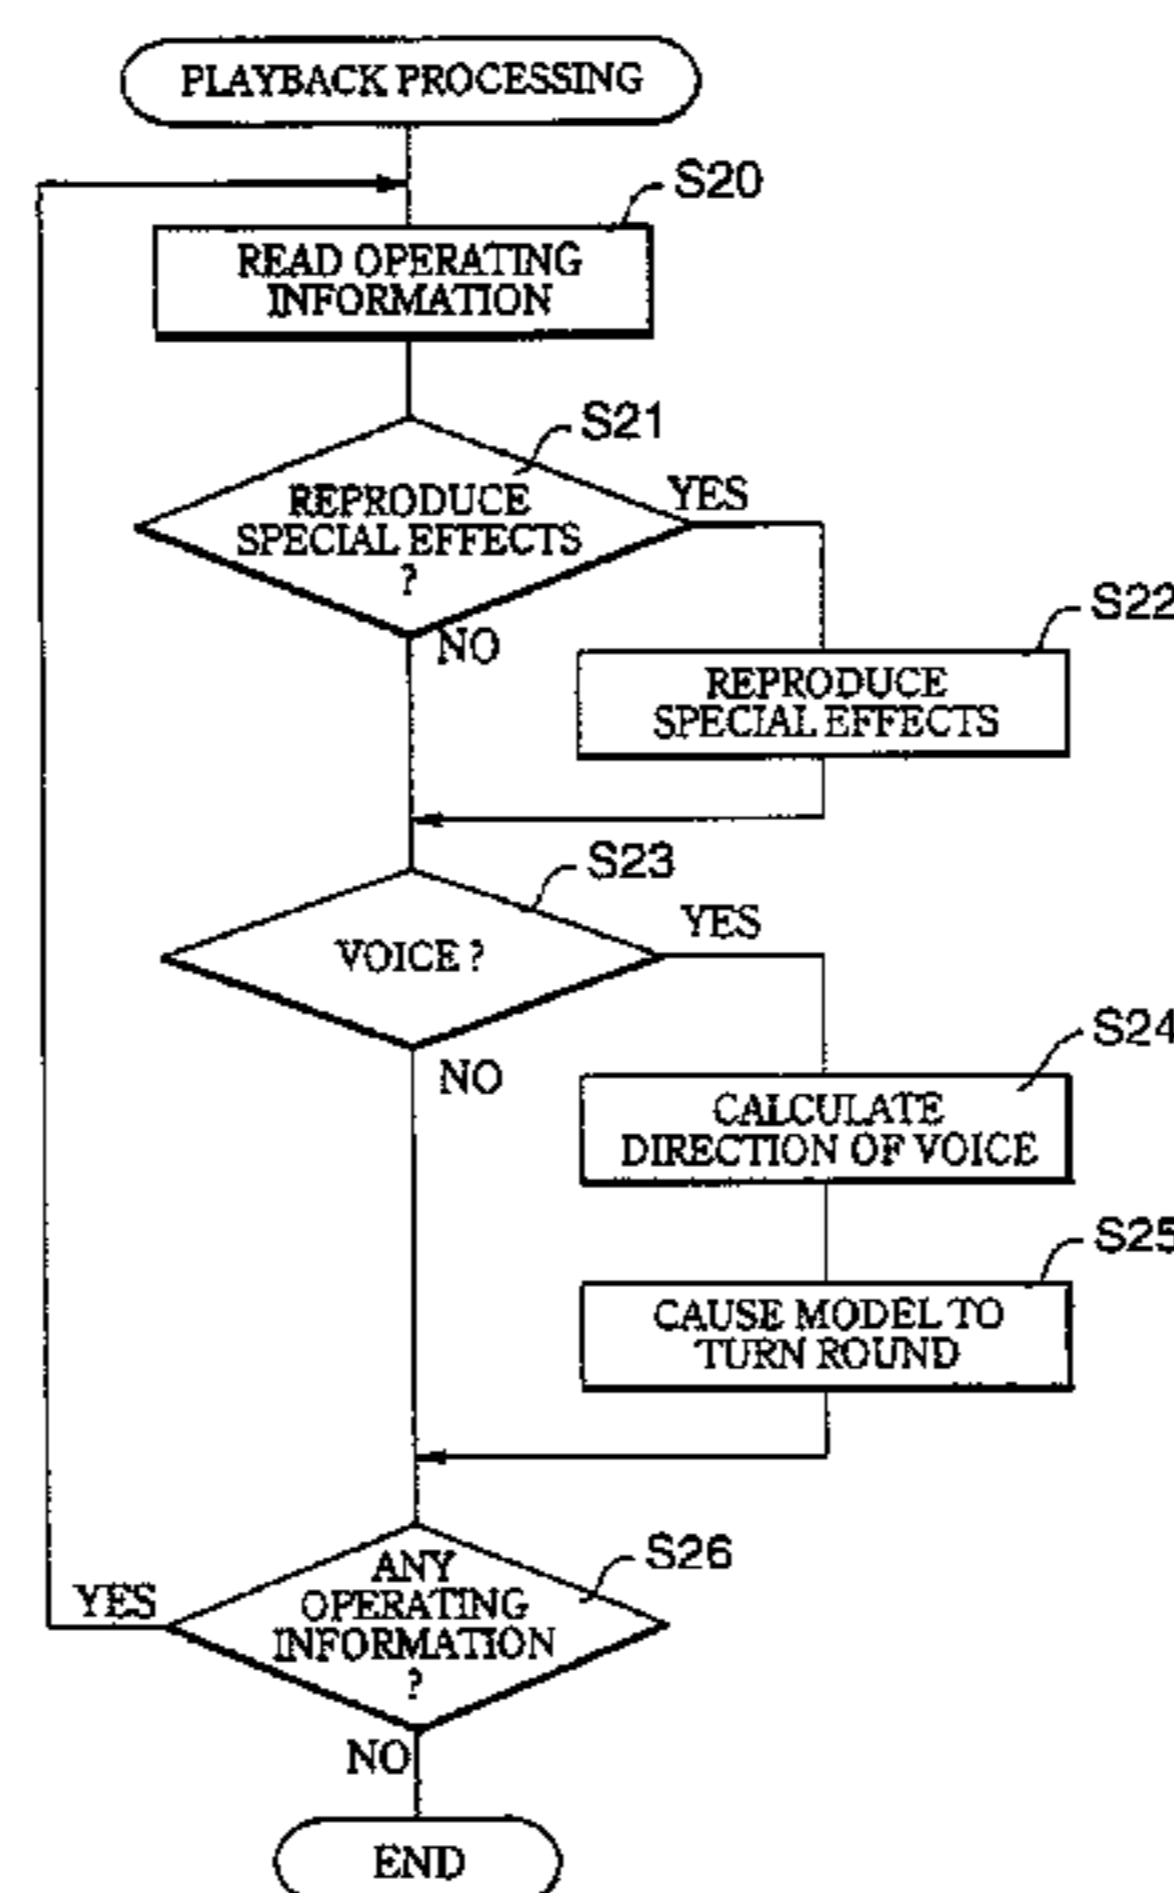 PLAYBACK PROCESSING
S20
READ OPERATING
INFORMATION
S21
REPRODUCE
SPECIAL EFFECTS
?
YES
NO
S22
REPRODUCE
SPECIAL EFFECTS
S23
VOICE ?
YES
NO
S24
CALCULATE
DIRECTION OF VOICE
S25
CAUSE MODEL TO
TURN ROUND
S26
ANY
OPERATING
INFORMATION
?
YES
NO
END